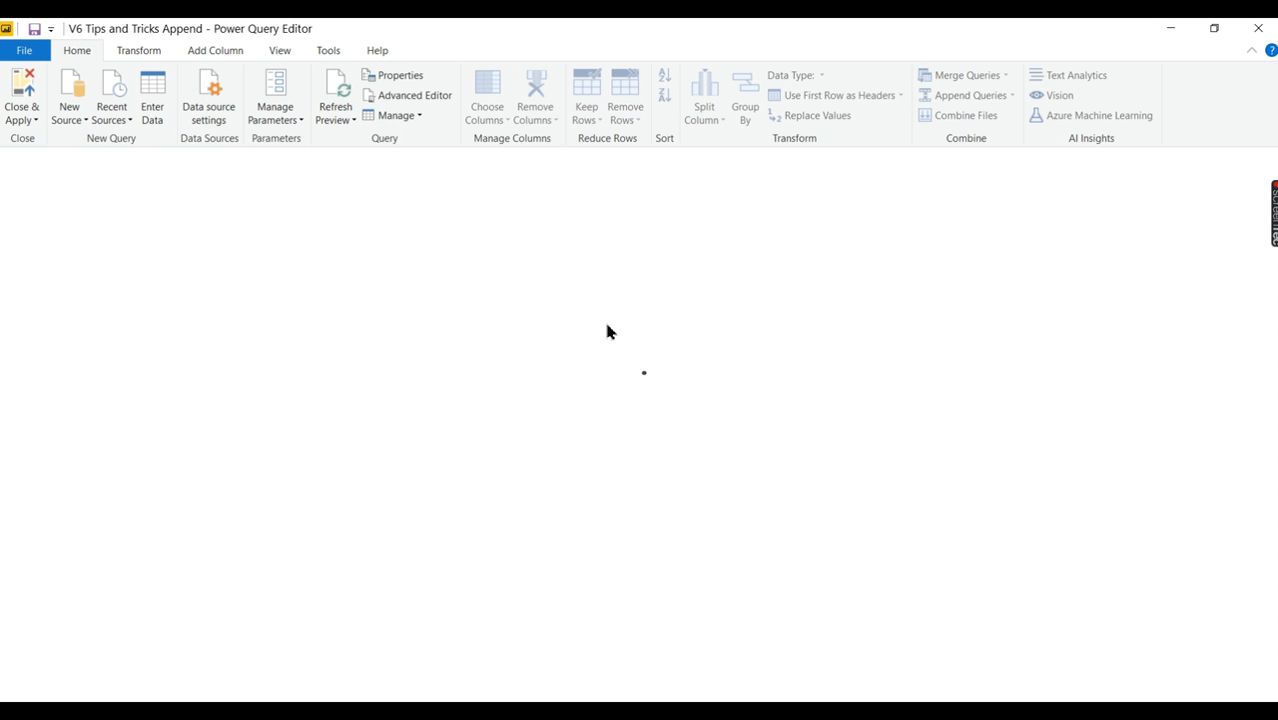 V6 Tips and Tricks Append - Power Query Editor
File Home Transform Add Column View Tools Help
?
Close & Apply
New Source
Recent Sources
Enter Data
Data source settings
Manage Parameters
Refresh Preview
Properties
Advanced Editor
Manage
Choose Columns
Remove Columns
Keep Rows
Remove Rows
A Z
Z A
Split Column
Group By
Data Type:
Use First Row as Headers
1 2 Replace Values
Merge Queries
Append Queries
Combine Files
Text Analytics
Vision
Azure Machine Learning
Close New Query Data Sources Parameters Query Manage Columns Reduce Rows Sort Transform Combine AI Insights
screenrec